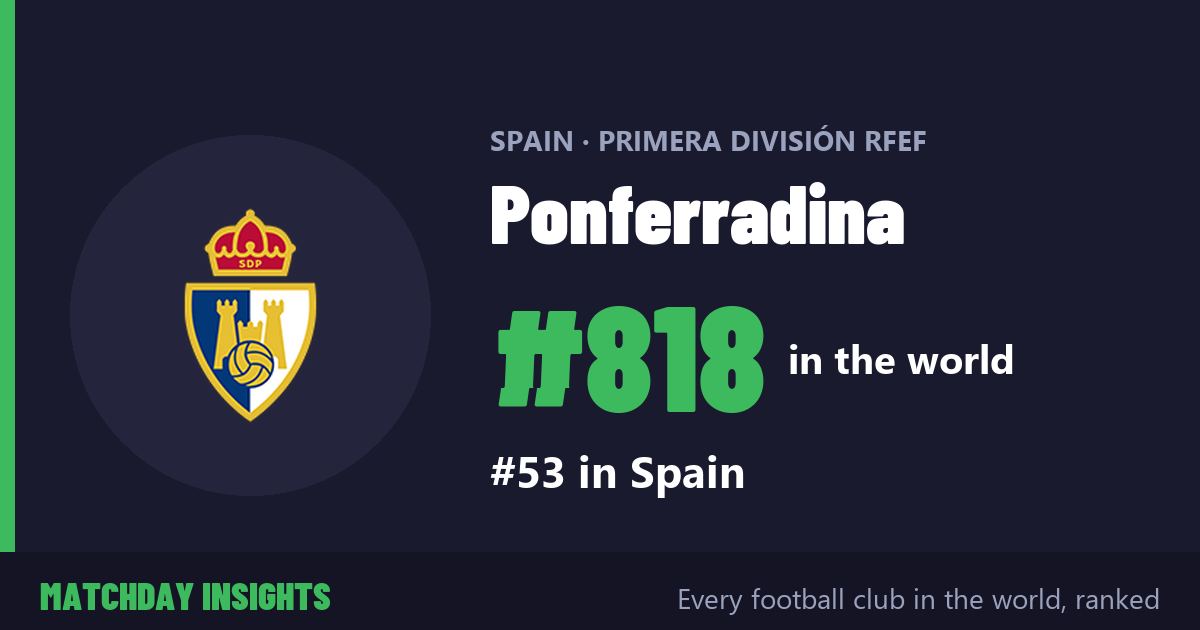 SPAIN · PRIMERA DIVISIÓN RFEF
Ponferradina
SDP
#818 in the world
#53 in Spain
MATCHDAY INSIGHTS
Every football club in the world, ranked